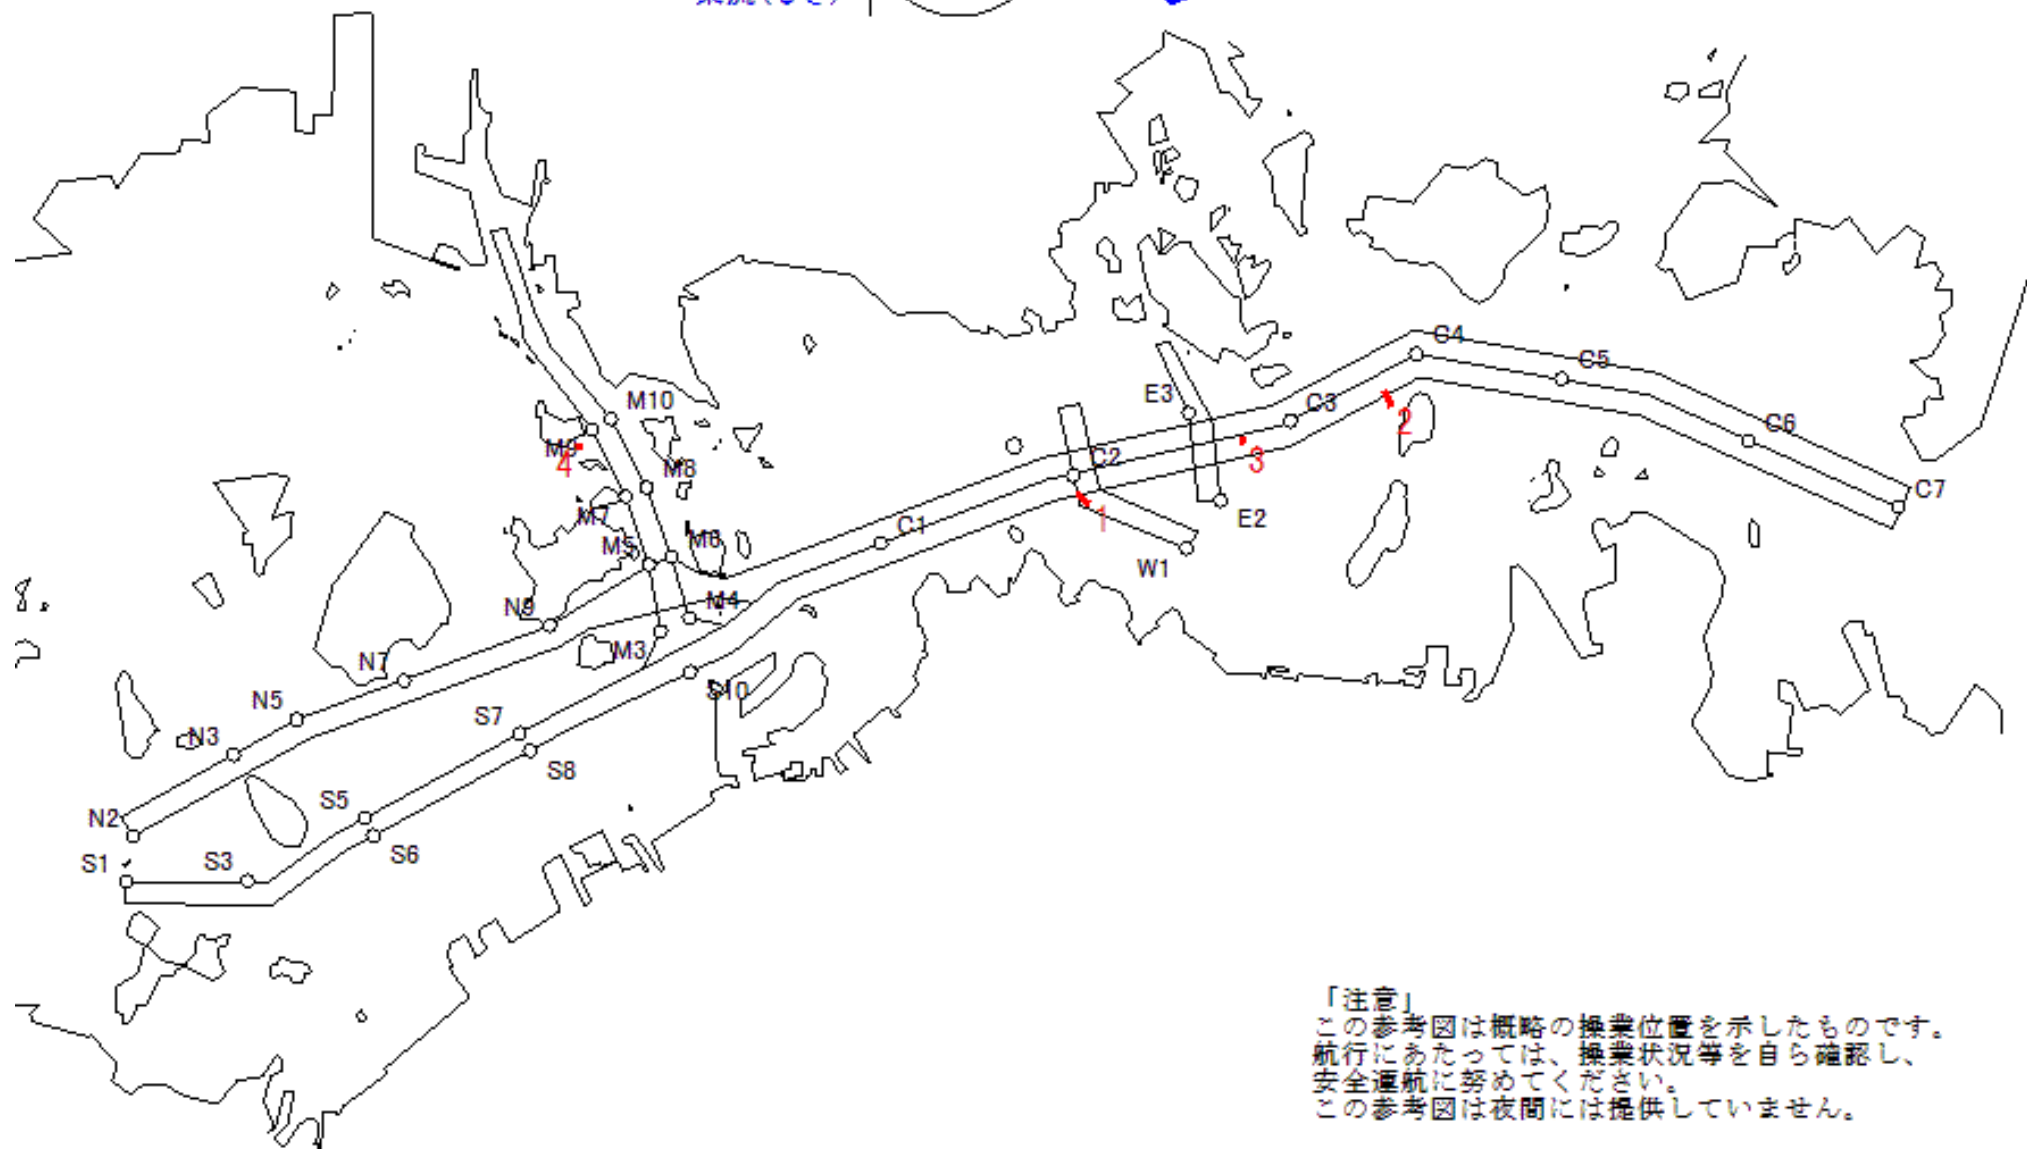 C4
C5
M10
E3
C3
2
C6
M9
4
M8
C2
3
C7
M7
1
E2
C1
M5
M6
W1
N9
M4
M3
N7
S10
N5
S7
N3
S8
S5
N2
S6
S1
S3
「注意」
この参考図は概略の操業位置を示したものです。
航行にあたっては、操業状況等を自ら確認し、
安全運航に努めてください。
この参考図は夜間には提供していません。